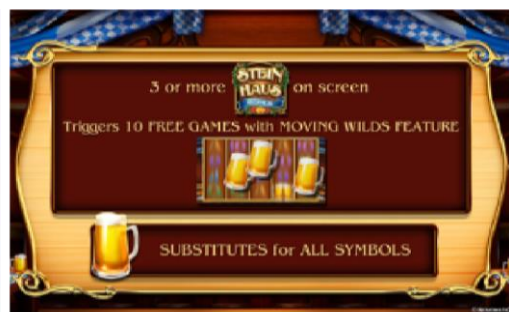 3 or more STEIN HAUS on screen
Triggers 10 FREE GAMES with MOVING WILDS FEATURE
SUBSTITUTES for ALL SYMBOLS